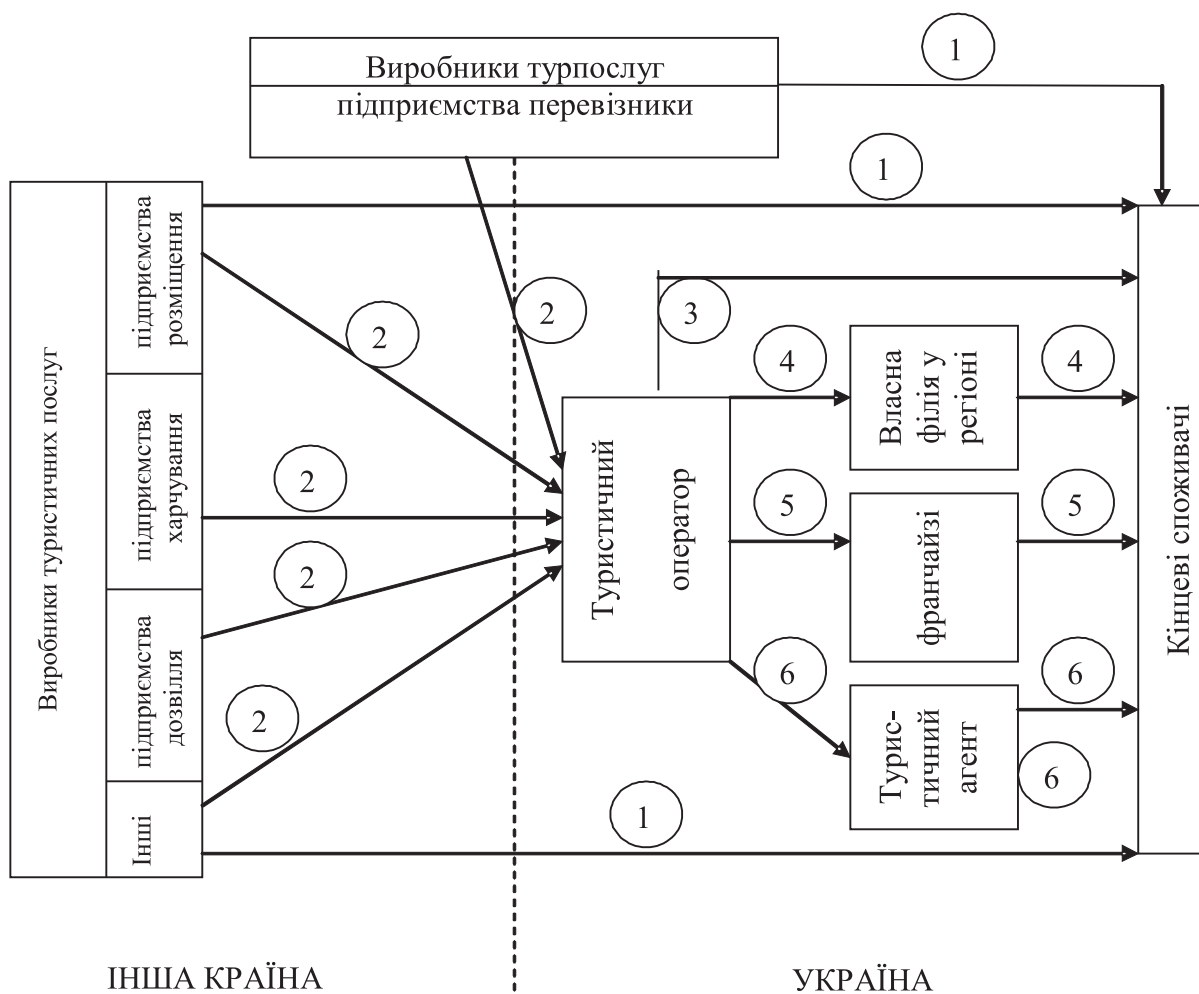 Виробники турпослуг
підприємства перевізники
1
1
Виробники туристичних послуг
підприємства
розміщення
підприємства
харчування
підприємства
дозвілля
Інші
2
2
2
2
2
3
4
4
5
5
6
6
6
1
Туристичний
оператор
Власна
філія у
регіоні
франчайзі
Турис-
тичний
агент
Кінцеві споживачі
ІНША КРАЇНА
УКРАЇНА